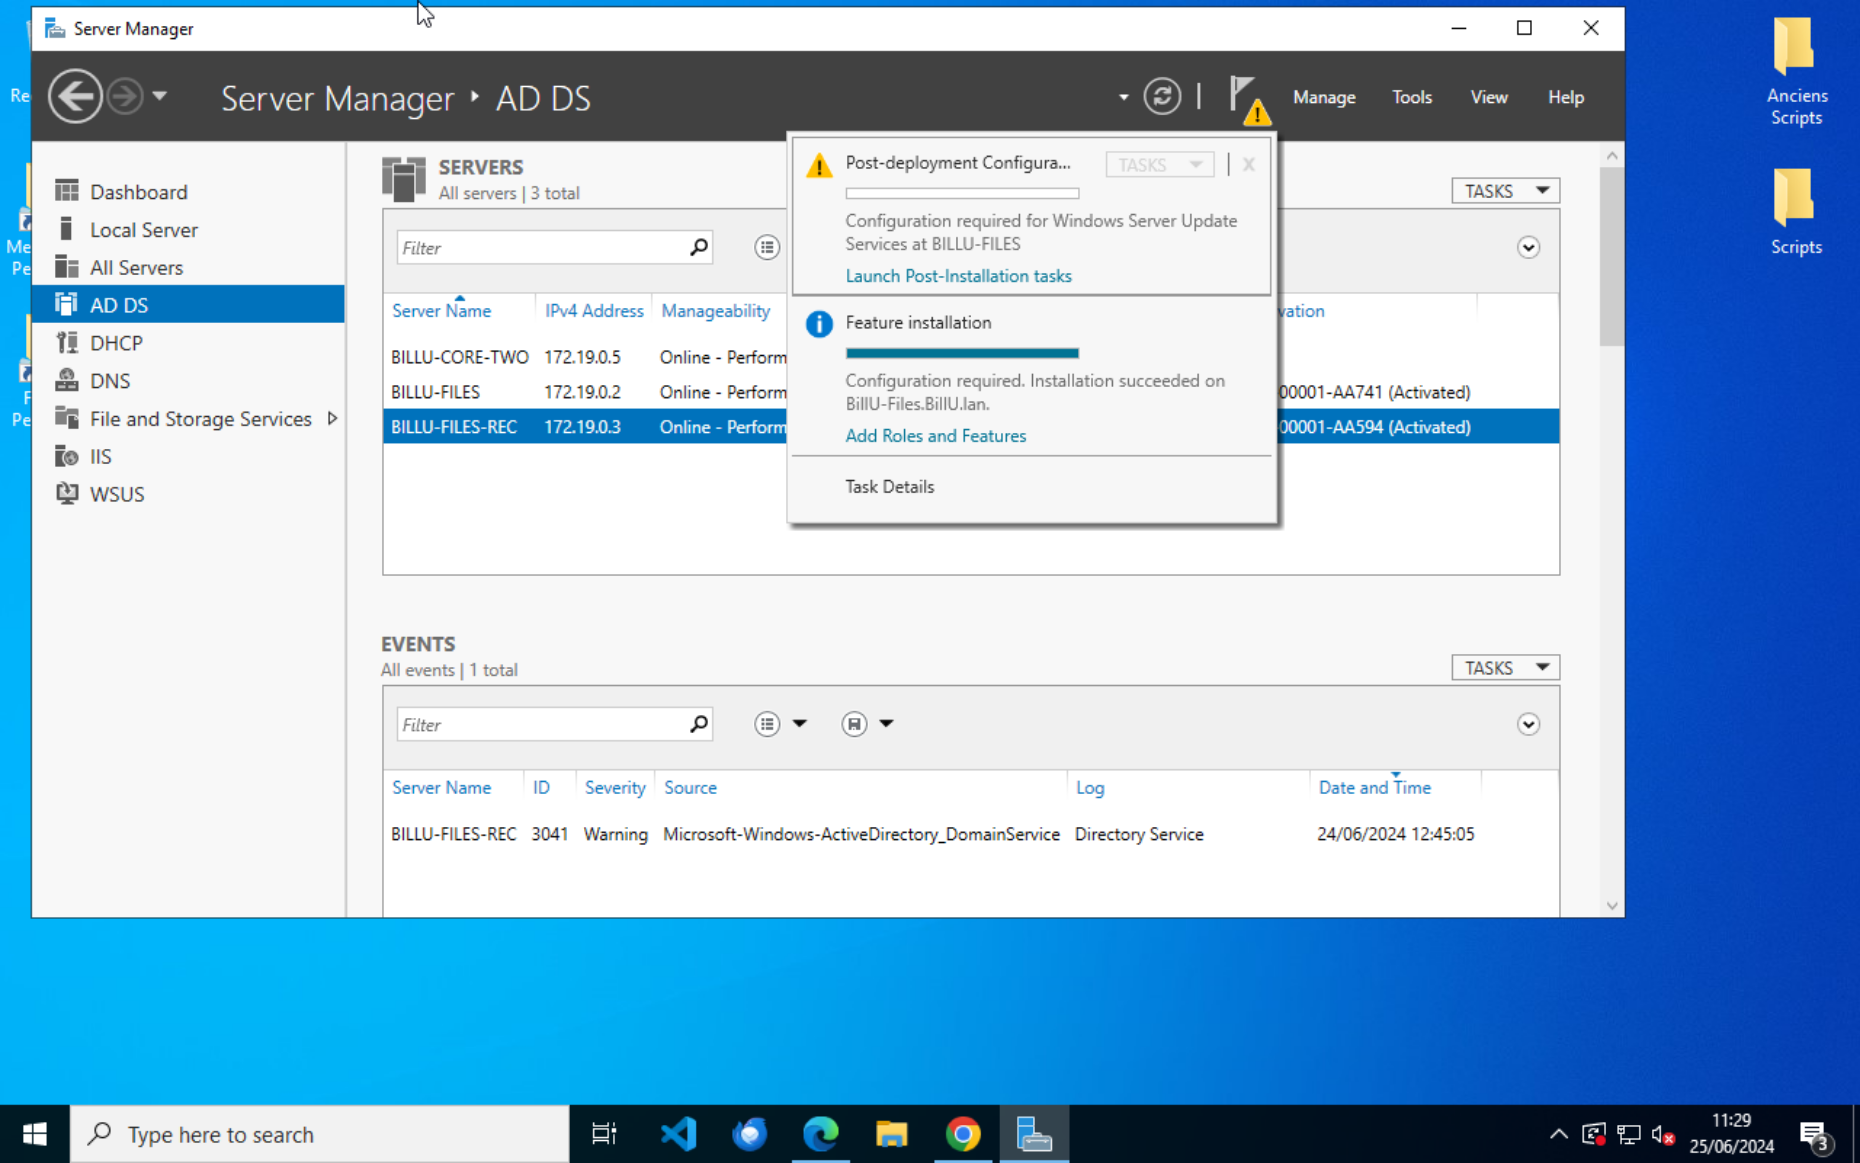 Server Manager
Server Manager ‣ AD DS
Manage
Tools
View
Help
Dashboard
Local Server
All Servers
AD DS
DHCP
DNS
File and Storage Services
IIS
WSUS
SERVERS
All servers | 3 total
TASKS
Filter
Server Name IPv4 Address Manageability
vation
BILLU-CORE-TWO 172.19.0.5 Online - Perform
BILLU-FILES 172.19.0.2 Online - Perform
00001-AA741 (Activated)
BILLU-FILES-REC 172.19.0.3 Online - Perform
00001-AA594 (Activated)
Post-deployment Configura...
TASKS
X
Configuration required for Windows Server Update
Services at BILLU-FILES
Launch Post-Installation tasks
Feature installation
Configuration required. Installation succeeded on
BillU-Files.BillU.lan.
Add Roles and Features
Task Details
EVENTS
All events | 1 total
TASKS
Filter
Server Name ID Severity Source Log Date and Time
BILLU-FILES-REC 3041 Warning Microsoft-Windows-ActiveDirectory_DomainService Directory Service 24/06/2024 12:45:05
Re
Me
Pe
F
Pe
Anciens
Scripts
Scripts
Type here to search
11:29
25/06/2024
3